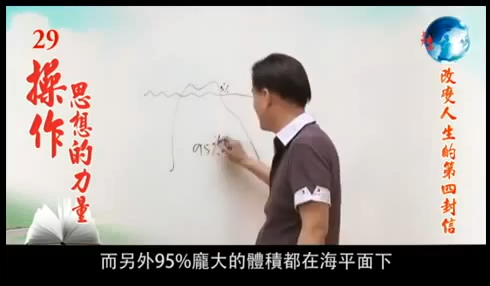 29
操作
思想的力量
改变人生的第四封信
95%
而另外95%龐大的體積都在海平面下